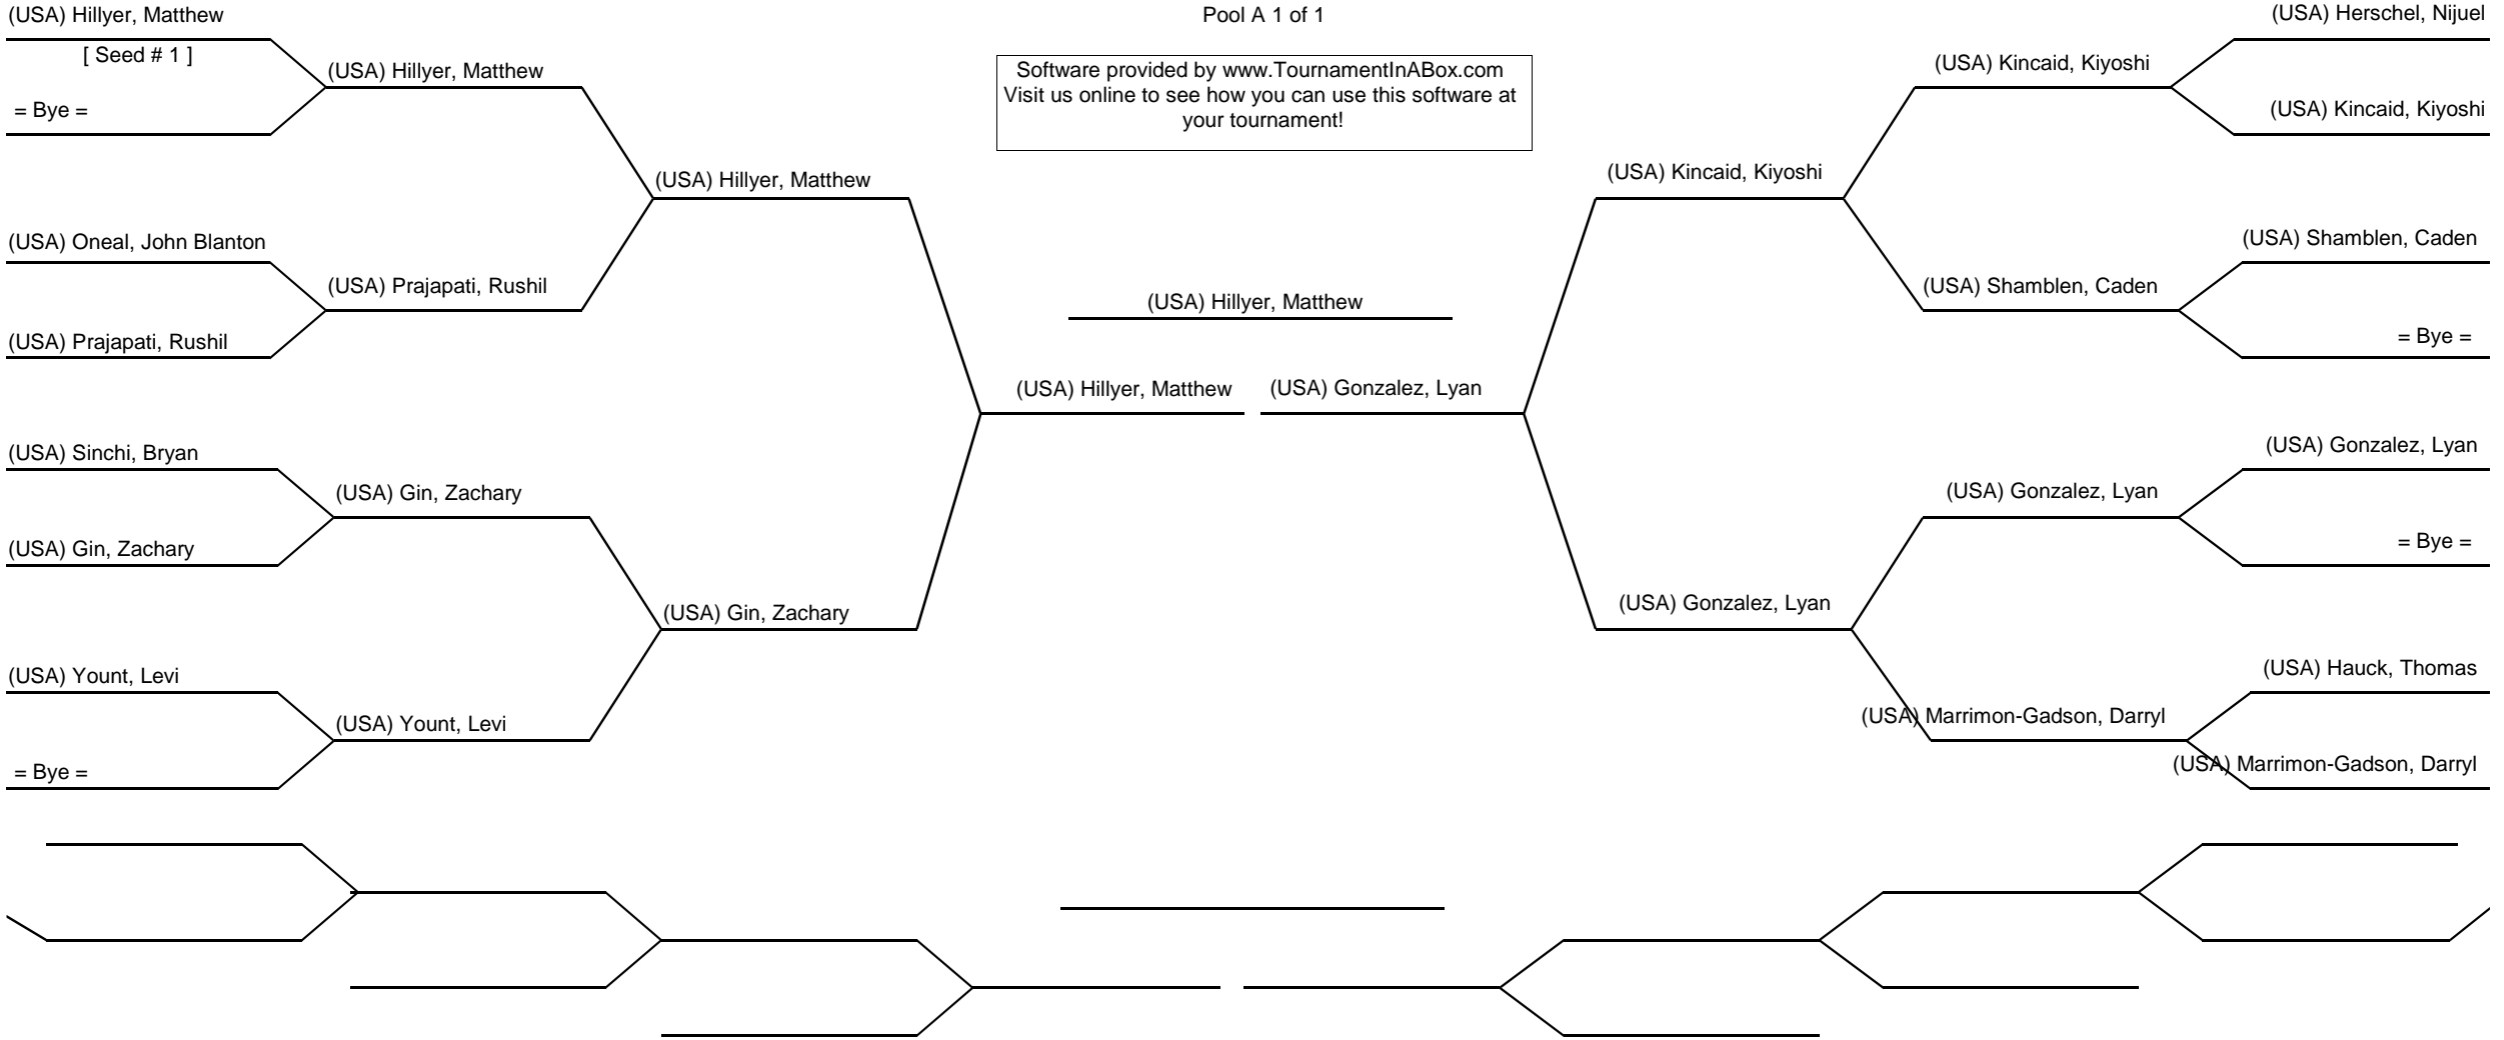 (USA) Hillyer, Matthew
[ Seed # 1 ]
= Bye =
(USA) Oneal, John Blanton
(USA) Prajapati, Rushil
(USA) Sinchi, Bryan
(USA) Gin, Zachary
(USA) Yount, Levi
= Bye =
(USA) Hillyer, Matthew
(USA) Prajapati, Rushil
(USA) Gin, Zachary
(USA) Yount, Levi
(USA) Hillyer, Matthew
(USA) Gin, Zachary
Pool A 1 of 1
Software provided by www.TournamentInABox.com
Visit us online to see how you can use this software at
your tournament!
(USA) Hillyer, Matthew
(USA) Hillyer, Matthew
(USA) Gonzalez, Lyan
(USA) Kincaid, Kiyoshi
(USA) Gonzalez, Lyan
(USA) Kincaid, Kiyoshi
(USA) Shamblen, Caden
(USA) Gonzalez, Lyan
(USA) Marrimon-Gadson, Darryl
(USA) Herschel, Nijuel
(USA) Kincaid, Kiyoshi
(USA) Shamblen, Caden
= Bye =
(USA) Gonzalez, Lyan
= Bye =
(USA) Hauck, Thomas
(USA) Marrimon-Gadson, Darryl